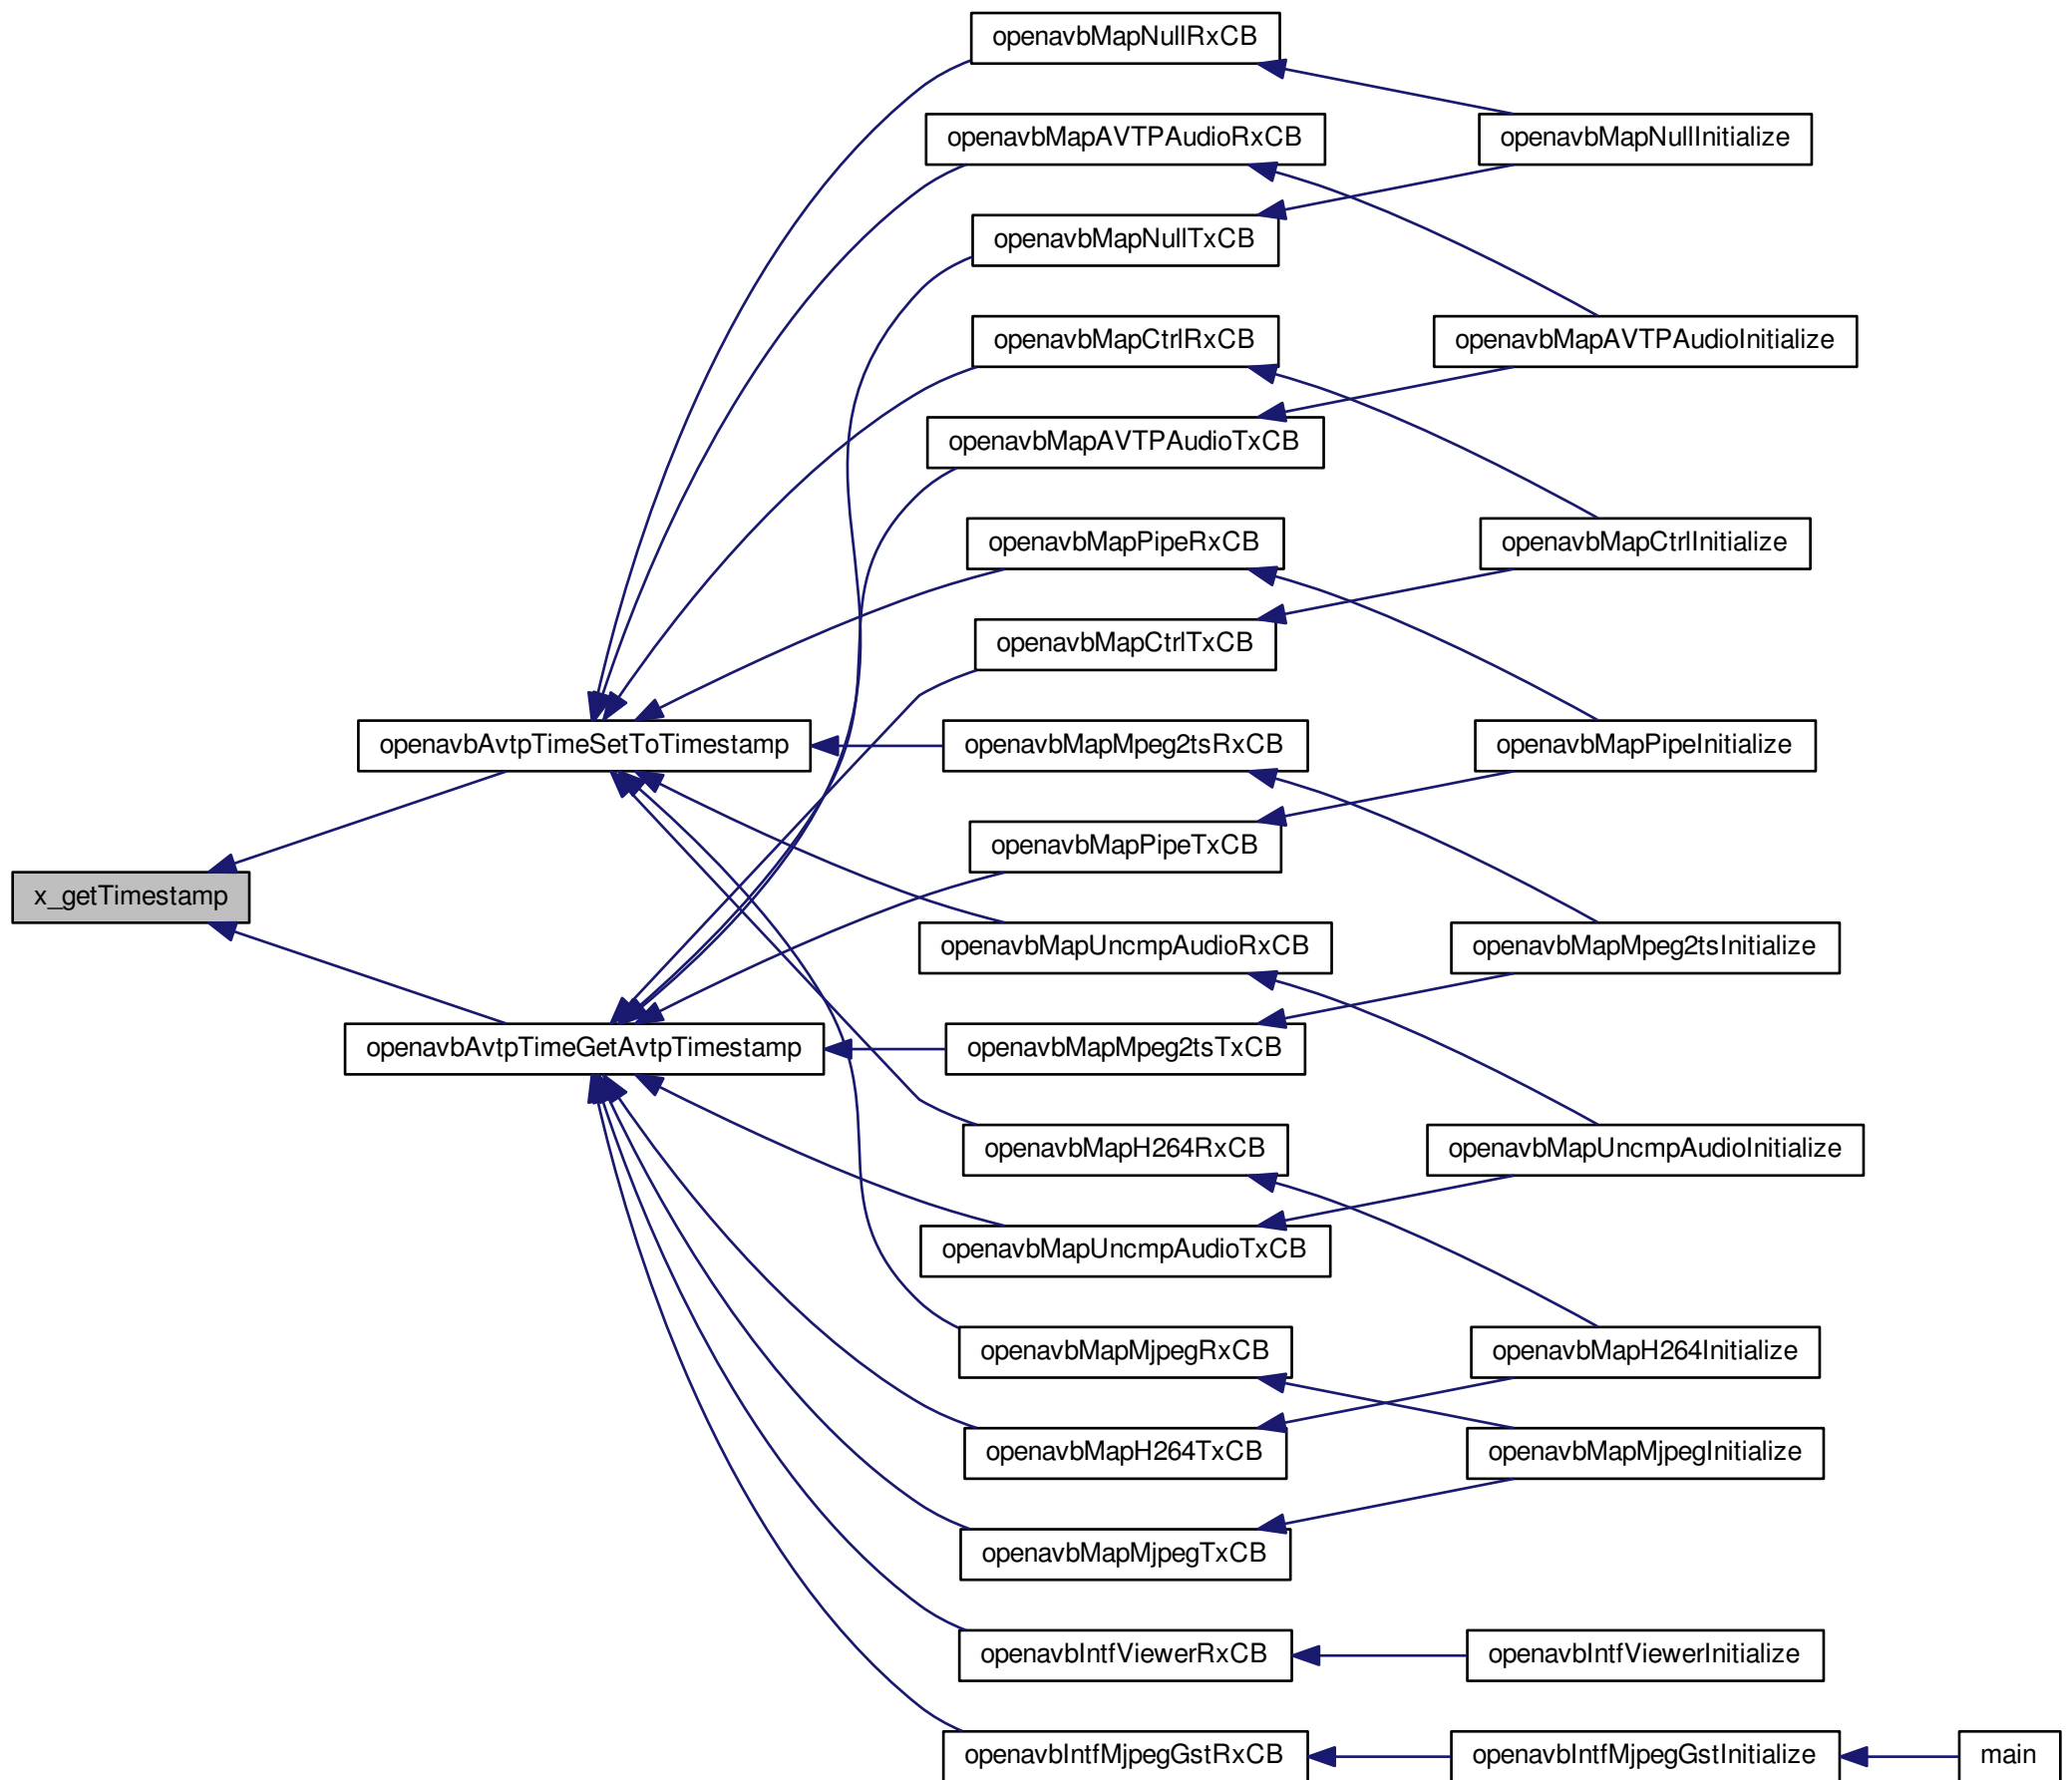 openavbMapNullRxCB
openavbMapAVTPAudioRxCB
openavbMapNullInitialize
openavbMapNullTxCB
openavbMapCtrlRxCB
openavbMapAVTPAudioInitialize
openavbMapAVTPAudioTxCB
openavbMapPipeRxCB
openavbMapCtrlInitialize
openavbMapCtrlTxCB
openavbAvtpTimeSetToTimestamp
openavbMapMpeg2tsRxCB
openavbMapPipeInitialize
openavbMapPipeTxCB
x_getTimestamp
openavbMapUncmpAudioRxCB
openavbMapMpeg2tsInitialize
openavbAvtpTimeGetAvtpTimestamp
openavbMapMpeg2tsTxCB
openavbMapH264RxCB
openavbMapUncmpAudioInitialize
openavbMapUncmpAudioTxCB
openavbMapMjpegRxCB
openavbMapH264Initialize
openavbMapH264TxCB
openavbMapMjpegInitialize
openavbMapMjpegTxCB
openavbIntfViewerRxCB
openavbIntfViewerInitialize
openavbIntfMjpegGstRxCB
openavbIntfMjpegGstInitialize
main